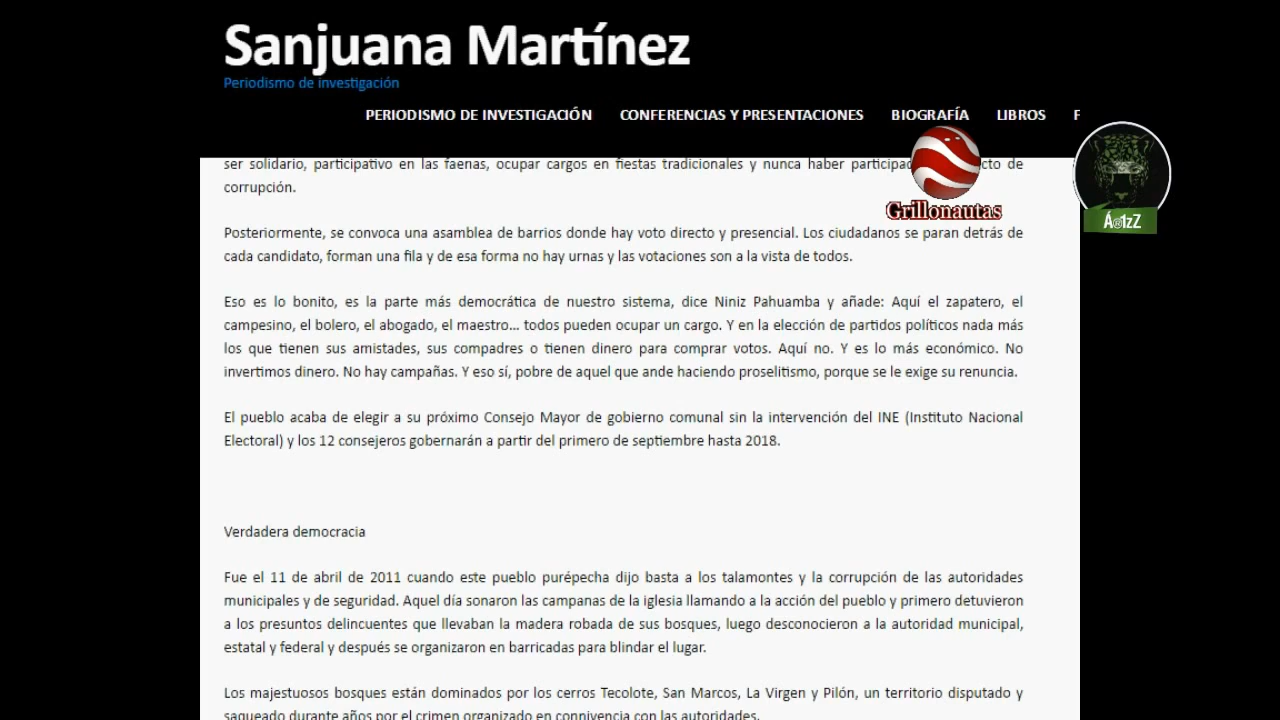 Sanjuana Martínez
Periodismo de investigación
PERIODISMO DE INVESTIGACIÓN CONFERENCIAS Y PRESENTACIONES BIOGRAFÍA LIBROS F
ser solidario, participativo en las faenas, ocupar cargos en fiestas tradicionales y nunca haber de
corrupción.
Grillonautas
Á@1zZ
Posteriormente, se convoca una asamblea de barrios donde hay voto directo y presencial. Los ciudadanos se paran detrás de
cada candidato, forman una fila y de esa forma no hay urnas y las votaciones son a la vista de todos.
Eso es lo bonito, es la parte más democrática de nuestro sistema, dice Niniz Pahuamba y añade: Aquí el zapatero, el
campesino, el bolero, el abogado, el maestro... todos pueden ocupar un cargo. Y en la elección de partidos políticos nada más
los que tienen sus amistades, sus compadres o tienen dinero para comprar votos. Aquí no. Y es lo más económico. No
invertimos dinero. No hay campañas. Y eso sí, pobre de aquel que ande haciendo proselitismo, porque se le exige su renuncia.
El pueblo acaba de elegir a su próximo Consejo Mayor de gobierno comunal sin la intervención del INE (Instituto Nacional
Electoral) y los 12 consejeros gobernarán a partir del primero de septiembre hasta 2018.
Verdadera democracia
Fue el 11 de abril de 2011 cuando este pueblo purépecha dijo basta a los talamontes y la corrupción de las autoridades
municipales y de seguridad. Aquel día sonaron las campanas de la iglesia llamando a la acción del pueblo y primero detuvieron
a los presuntos delincuentes que llevaban la madera robada de sus bosques, luego desconocieron a la autoridad municipal,
estatal y federal y después se organizaron en barricadas para blindar el lugar.
Los majestuosos bosques están dominados por los cerros Tecolote, San Marcos, La Virgen y Pilón, un territorio disputado y
saqueado durante años por el crimen organizado en connivencia con las autoridades.